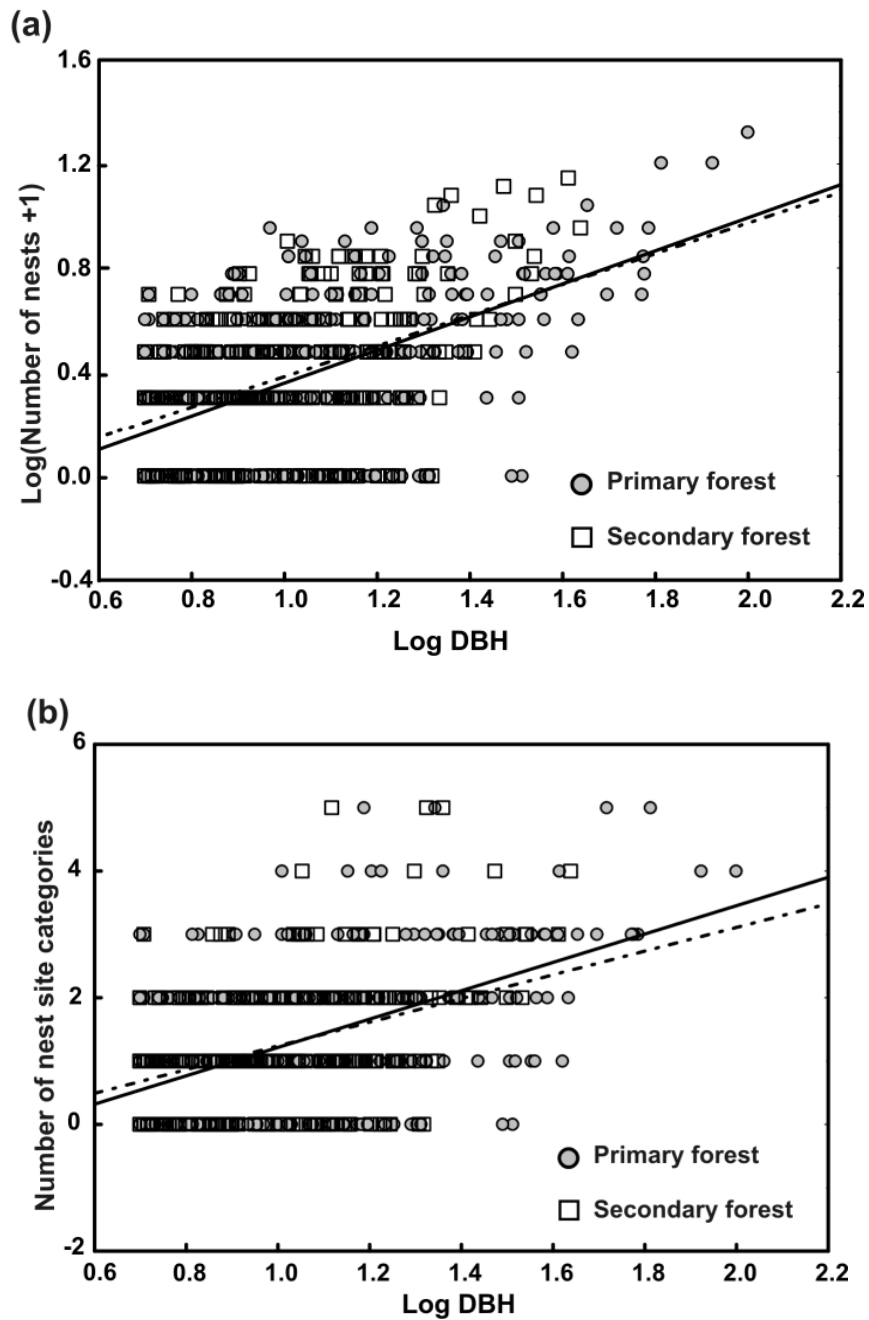 (a)
1.6
1.2
0.8
0.4
0.0
-0.4
Log(Number of nests +1)
Primary forest
Secondary forest
0.6 0.8 1.0 1.2 1.4 1.6 1.8 2.0 2.2
Log DBH
(b)
6
4
2
0
-2
Number of nest site categories
Primary forest
Secondary forest
0.6 0.8 1.0 1.2 1.4 1.6 1.8 2.0 2.2
Log DBH